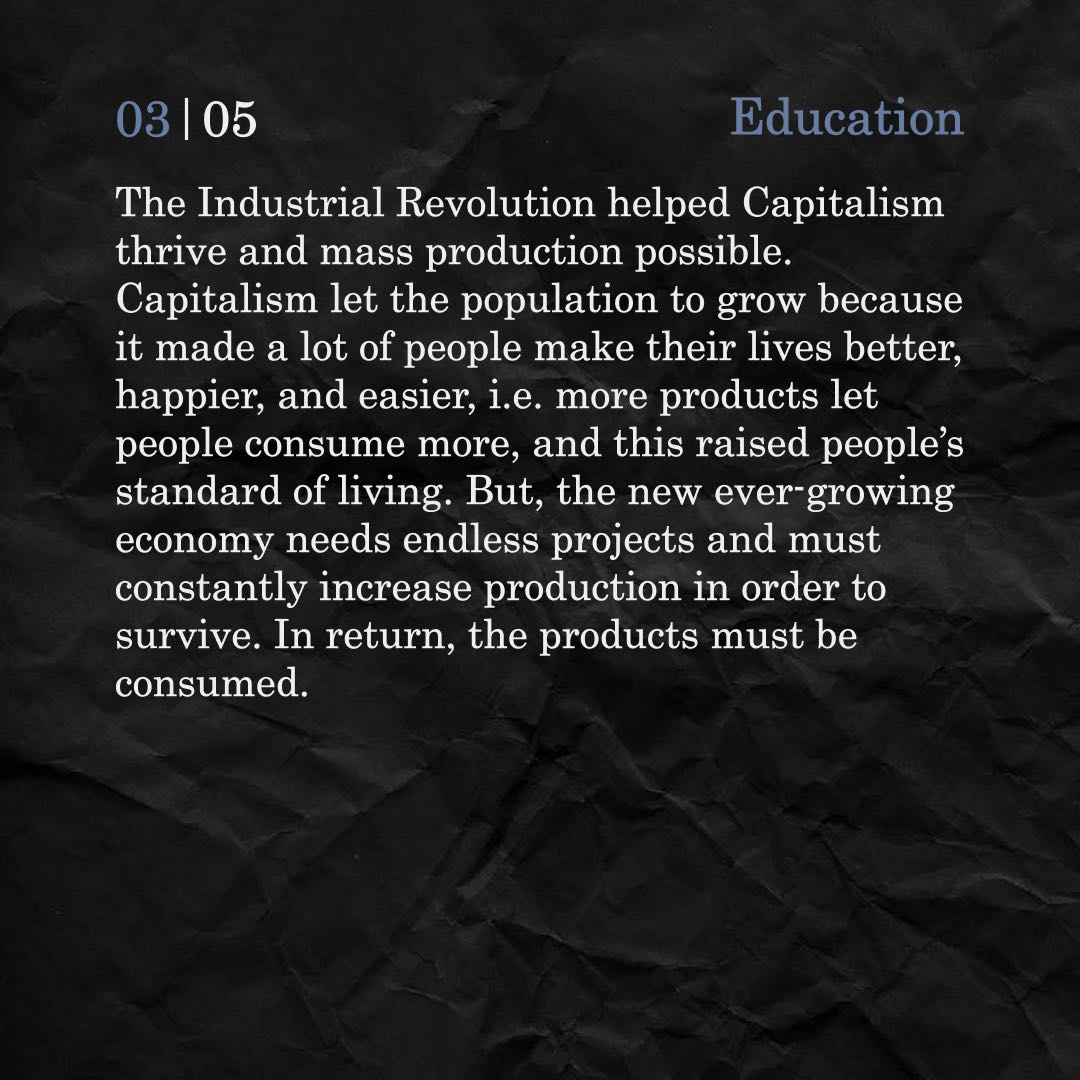 03 | 05
Education
The Industrial Revolution helped Capitalism
thrive and mass production possible.
Capitalism let the population to grow because
it made a lot of people make their lives better,
happier, and easier, i.e. more products let
people consume more, and this raised people’s
standard of living. But, the new ever-growing
economy needs endless projects and must
constantly increase production in order to
survive. In return, the products must be
consumed.